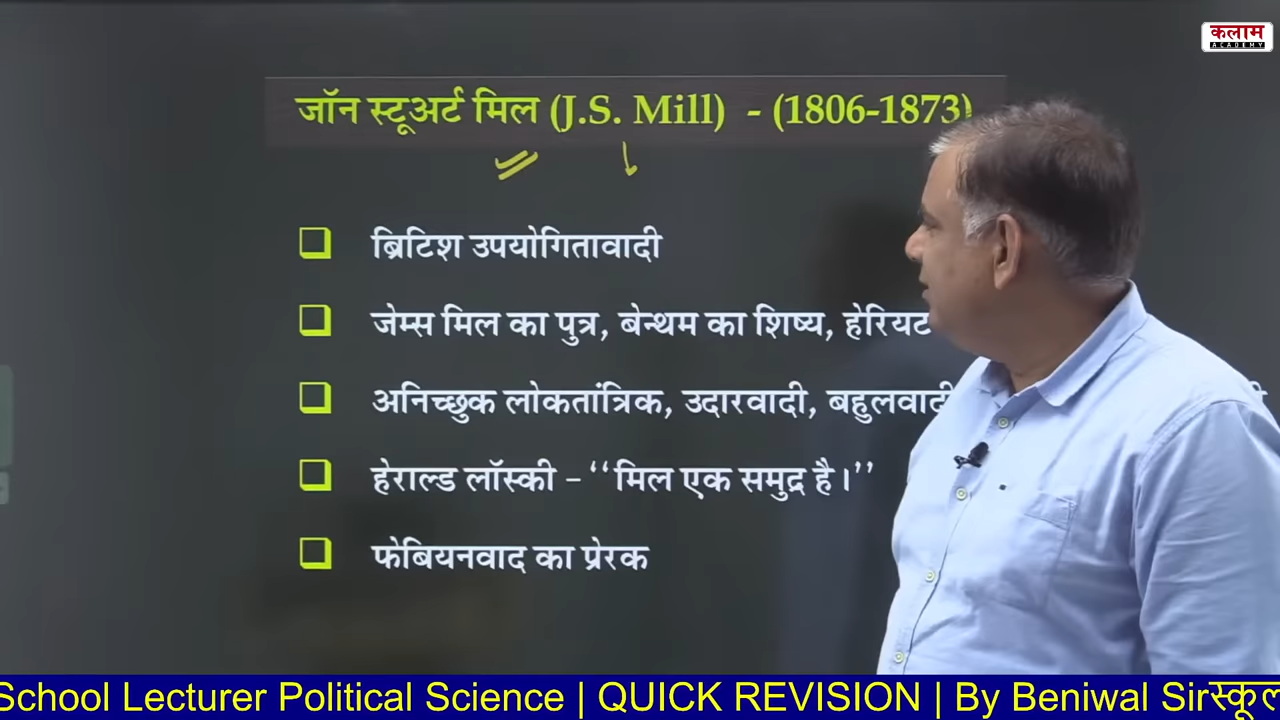 कलाम
ACADEMY
जॉन स्टूअर्ट मिल (J.S. Mill) - (1806-1873)
ब्रिटिश उपयोगितावादी
जेम्स मिल का पुत्र, बेन्थम का शिष्य, हेरियट
अनिच्छुक लोकतांत्रिक, उदारवादी, बहुलवादी
हेराल्ड लॉस्की - ‘‘मिल एक समुद्र है।’’
फेबियनवाद का प्रेरक
School Lecturer Political Science | QUICK REVISION | By Beniwal Sir